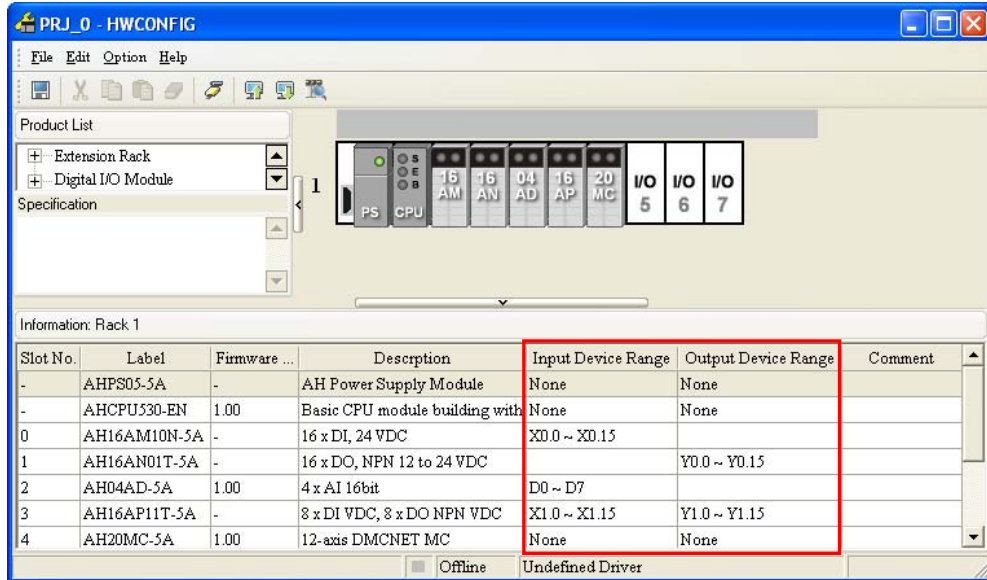 PRJ_0 - HWCONFIG
File Edit Option Help
Product List
Extension Rack
Digital I/O Module
Specification
1
PS
S
E
B
CPU
16
AM
16
AN
04
AD
16
AP
20
MC
I/O
5
I/O
6
I/O
7
Information: Rack 1
Slot No. Label Firmware ... Descrption Input Device Range Output Device Range Comment
- AHPS05-5A - AH Power Supply Module None None
- AHCPU530-EN 1.00 Basic CPU module building with None None
0 AH16AM10N-5A - 16 x DI, 24 VDC X0.0 ~ X0.15
1 AH16AN01T-5A - 16 x DO, NPN 12 to 24 VDC Y0.0 ~ Y0.15
2 AH04AD-5A 1.00 4 x AI 16bit D0 ~ D7
3 AH16AP11T-5A - 8 x DI VDC, 8 x DO NPN VDC X1.0 ~ X1.15 Y1.0 ~ Y1.15
4 AH20MC-5A 1.00 12-axis DMCNET MC None None
Offline Undefined Driver